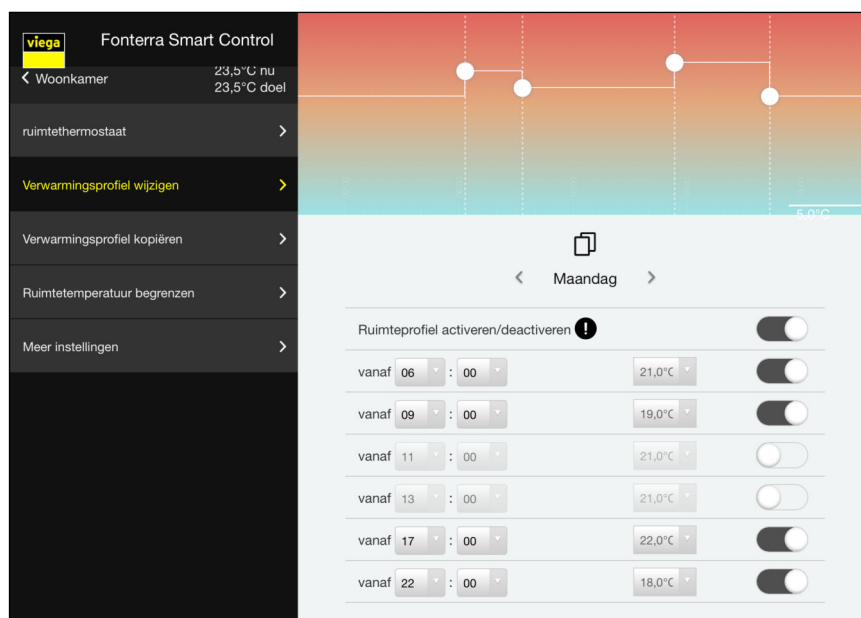 viega
Fonterra Smart Control
Woonkamer
23,5°C nu
23,5°C doel
ruimtethermostaat
Verwarmingsprofiel wijzigen
Verwarmingsprofiel kopiëren
Ruimtetemperatuur begrenzen
Meer instellingen
5.0°C
Maandag
Ruimteprofiel activeren/deactiveren !
vanaf 06 : 00 21,0°C
vanaf 09 : 00 19,0°C
vanaf 11 : 00 21,0°C
vanaf 13 : 00 21,0°C
vanaf 17 : 00 22,0°C
vanaf 22 : 00 18,0°C